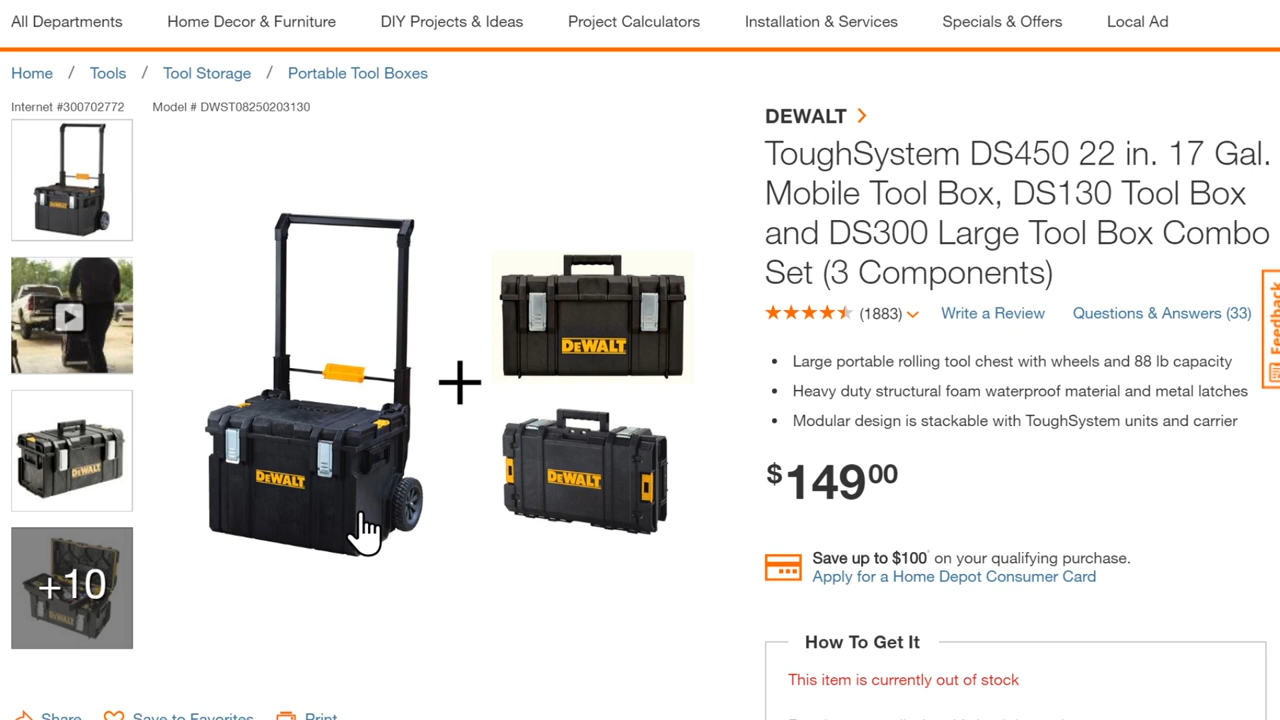 All Departments Home Decor & Furniture DIY Projects & Ideas Project Calculators Installation & Services Specials & Offers Local Ad
Home / Tools / Tool Storage / Portable Tool Boxes
Internet #300702772 Model # DWST08250203130
DEWALT
ToughSystem DS450 22 in. 17 Gal.
Mobile Tool Box, DS130 Tool Box
and DS300 Large Tool Box Combo
Set (3 Components)
(1883) Write a Review Questions & Answers (33)
Feedback
• Large portable rolling tool chest with wheels and 88 lb capacity
• Heavy duty structural foam waterproof material and metal latches
• Modular design is stackable with ToughSystem units and carrier
$14900
Save up to $100° on your qualifying purchase.
Apply for a Home Depot Consumer Card
How To Get It
This item is currently out of stock
DEWALT
DEWALT
DEWALT
DEWALT
DEWALT
+
+10
Share Save to Favorites Print